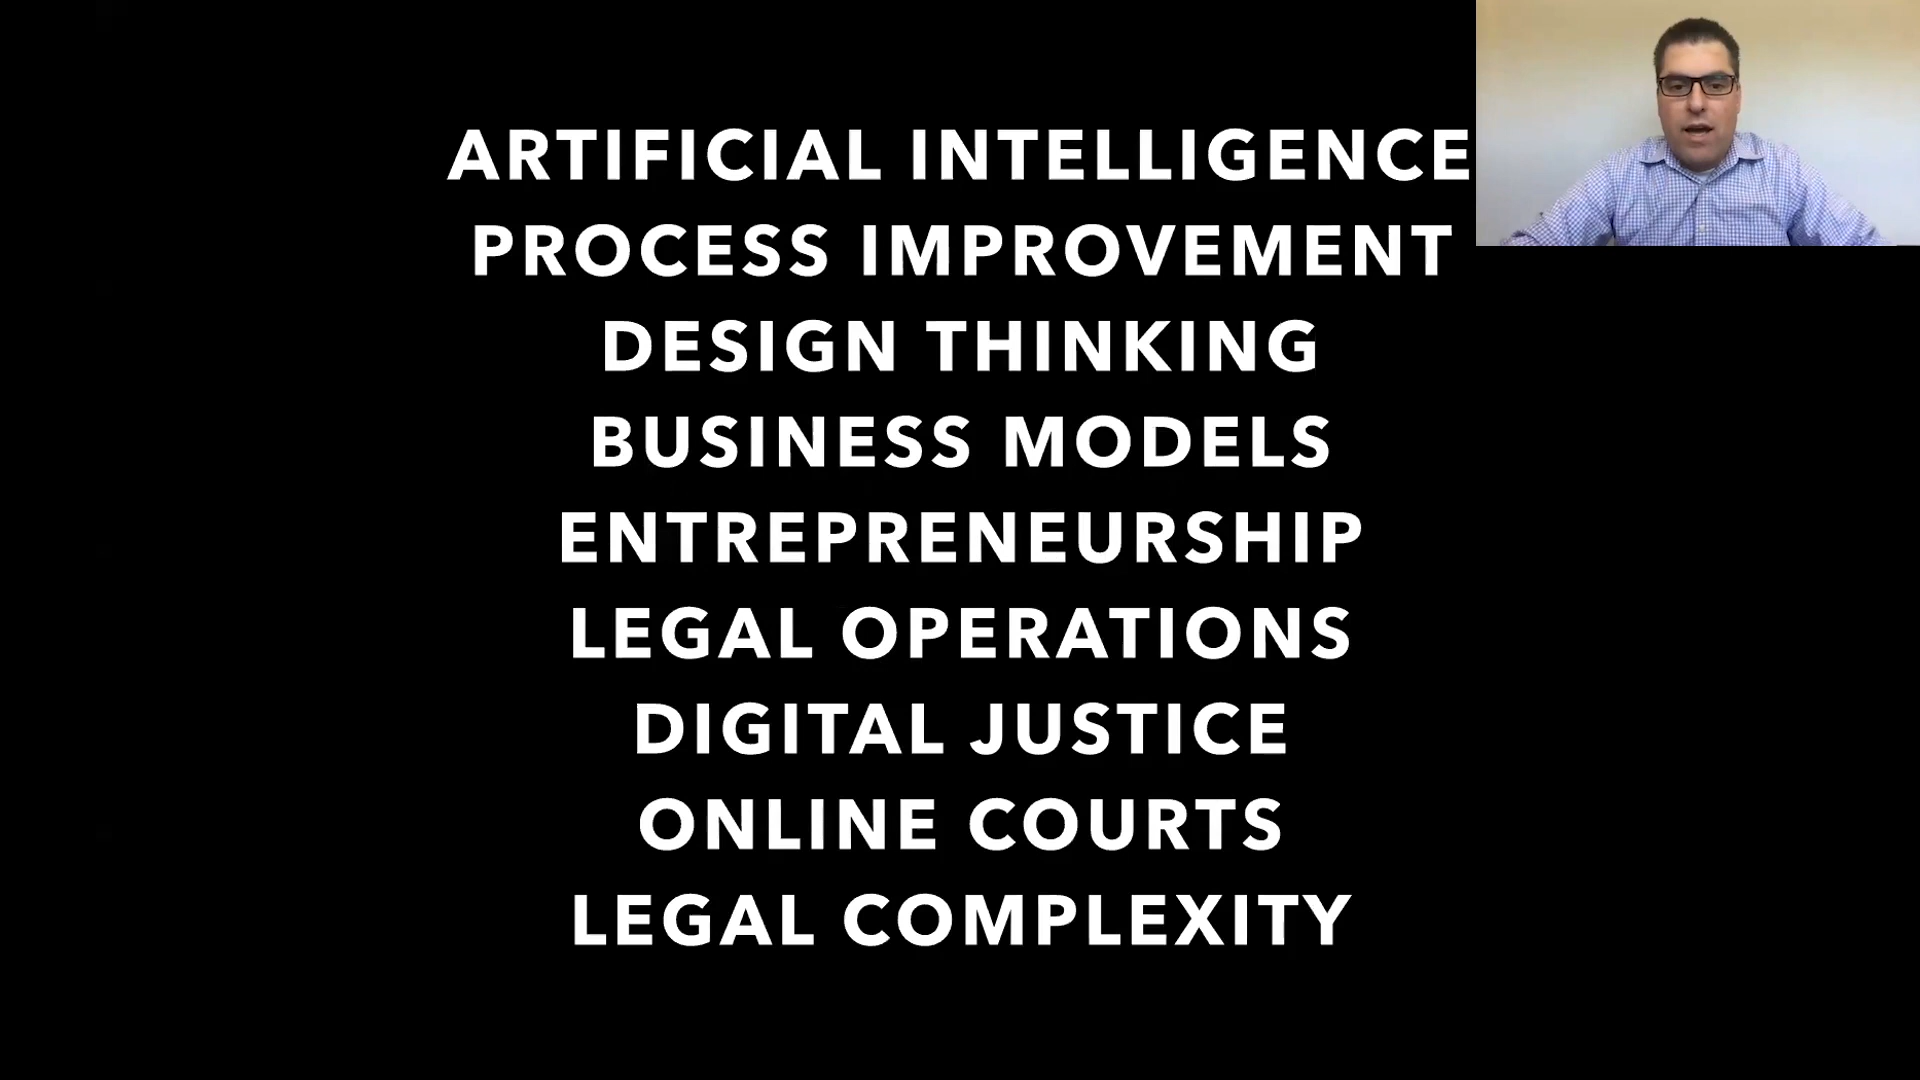 ARTIFICIAL INTELLIGENCE
PROCESS IMPROVEMENT
DESIGN THINKING
BUSINESS MODELS
ENTREPRENEURSHIP
LEGAL OPERATIONS
DIGITAL JUSTICE
ONLINE COURTS
LEGAL COMPLEXITY